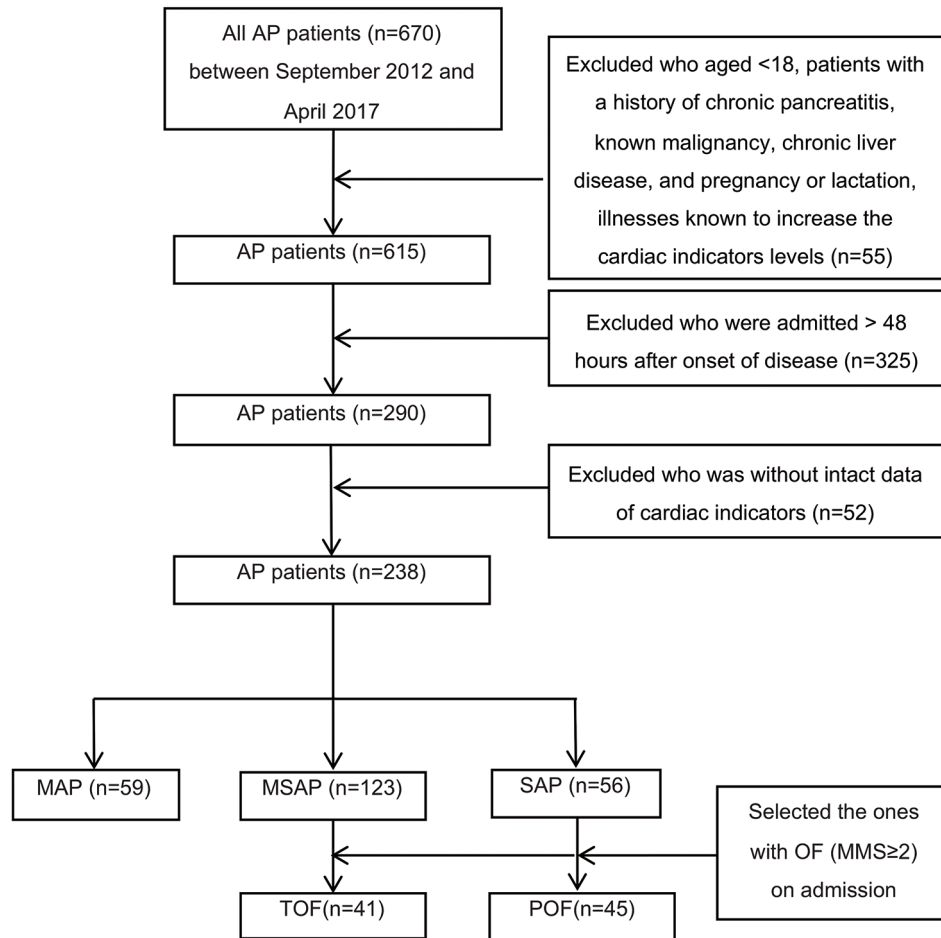 All AP patients (n=670)
between September 2012 and
April 2017
Excluded who aged <18, patients with
a history of chronic pancreatitis,
known malignancy, chronic liver
disease, and pregnancy or lactation,
illnesses known to increase the
cardiac indicators levels (n=55)
AP patients (n=615)
Excluded who were admitted > 48
hours after onset of disease (n=325)
AP patients (n=290)
Excluded who was without intact data
of cardiac indicators (n=52)
AP patients (n=238)
MAP (n=59)
MSAP (n=123)
SAP (n=56)
Selected the ones
with OF (MMS≥2)
on admission
TOF(n=41)
POF(n=45)